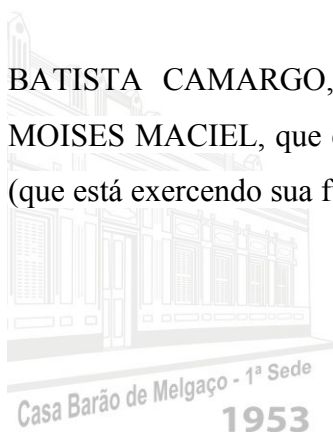 BATISTA CAMARGO,
MOISES MACIEL, que
(que está exercendo sua
Casa Barão de Melgaço - 1ª Sede
1953